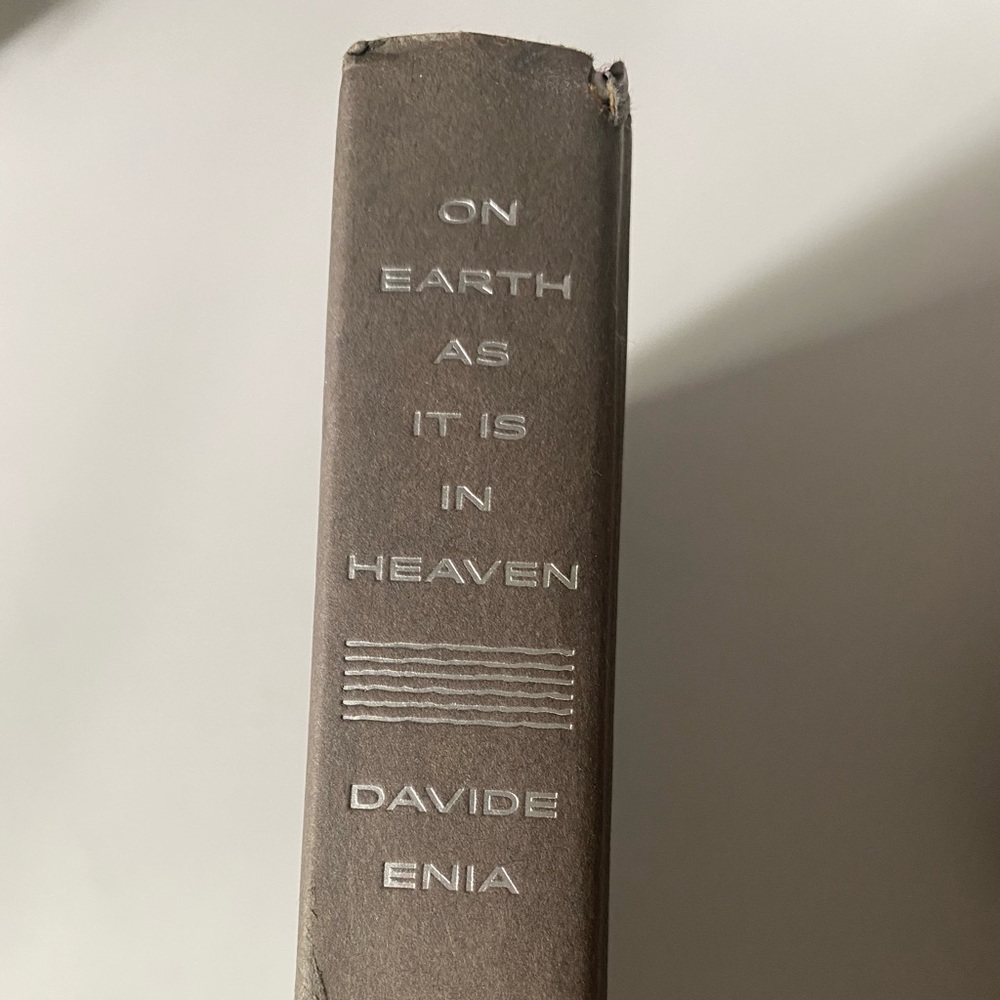 ON
EARTH
AS
IT IS
IN
HEAVEN
DAVIDE
ENIA